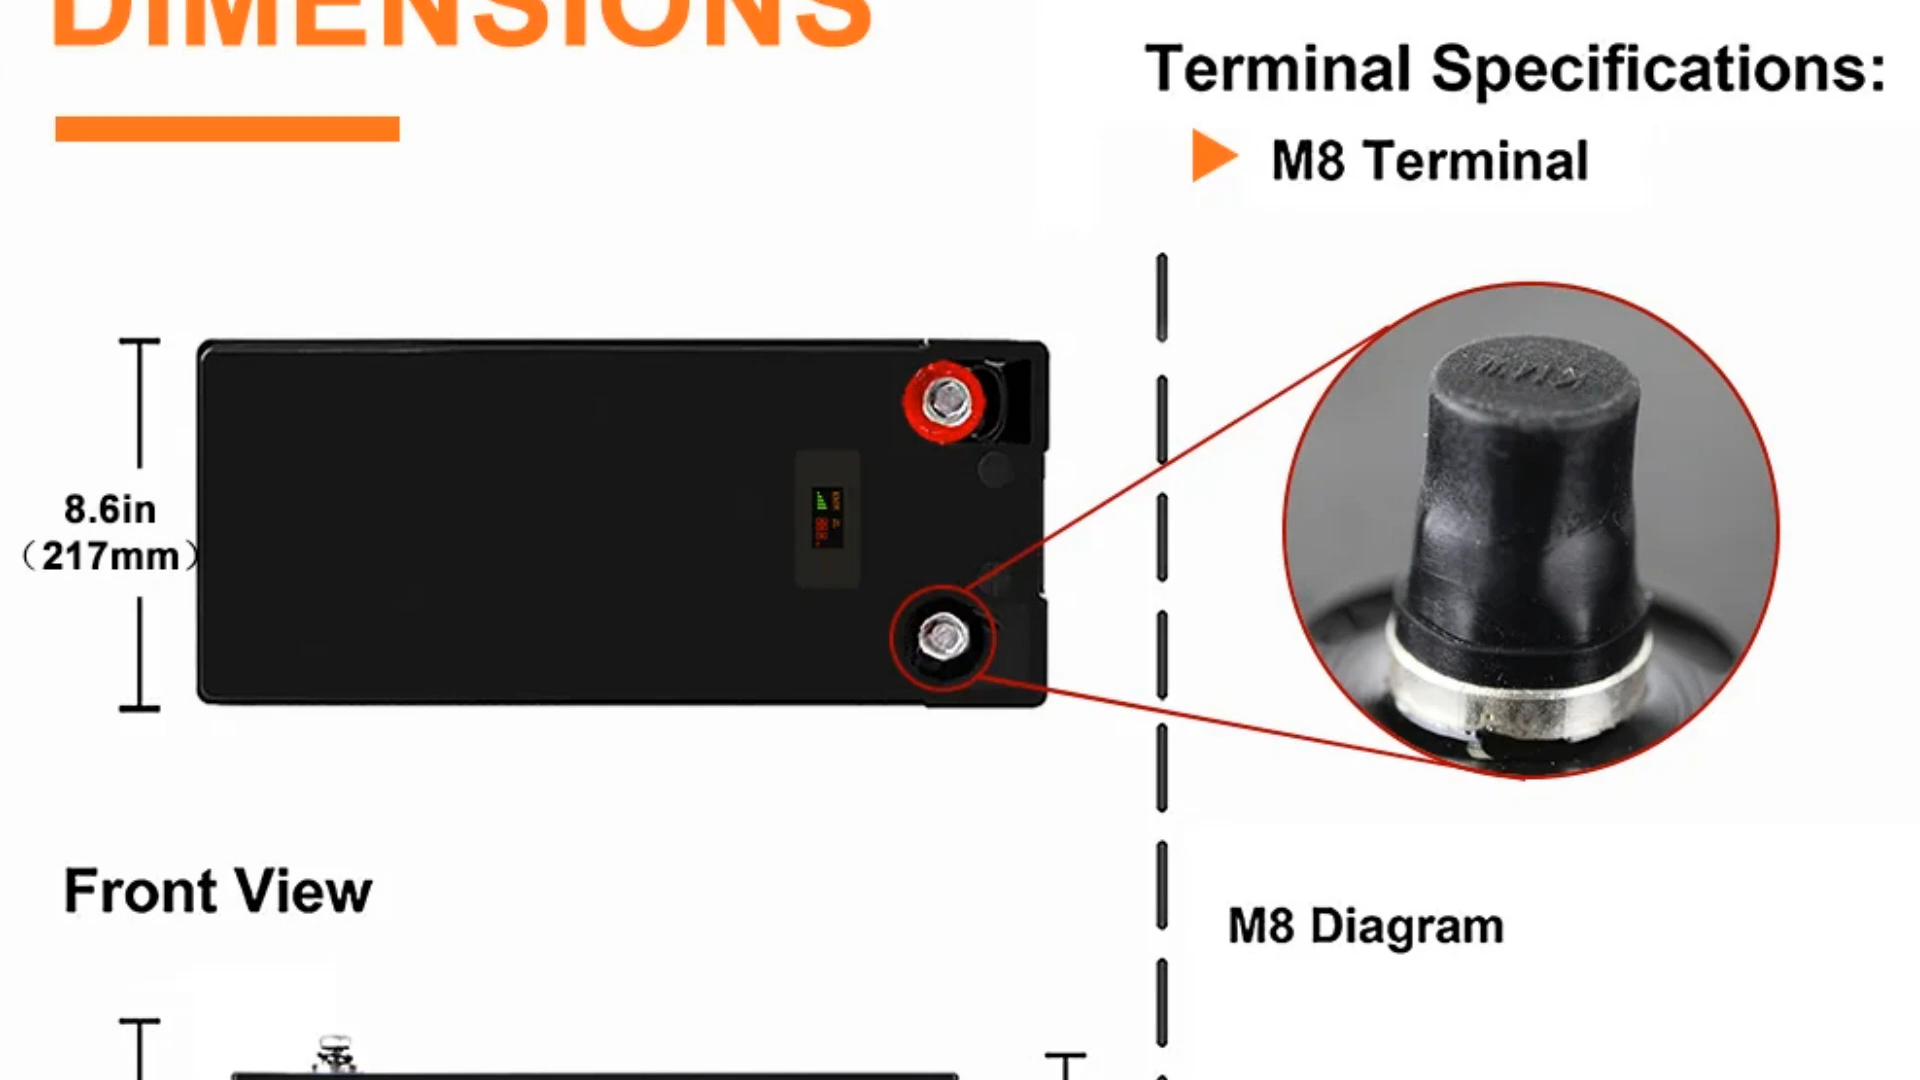 DIMENSIONS
Terminal Specifications:
M8 Terminal
8.6in
（217mm）
Front View
M8 Diagram